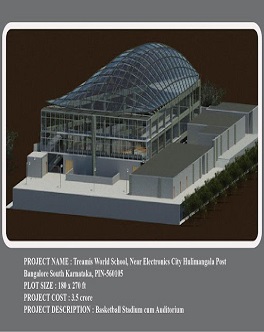 PROJECT NAME : Treamis World School, Near Electronics City Hulimangala Post
Bangalore South Karnataka, PIN-560105
PLOT SIZE : 180 x 270 ft
PROJECT COST : 3.5 crore
PROJECT DESCRIPTION : Basketball Stadium cum Auditorium